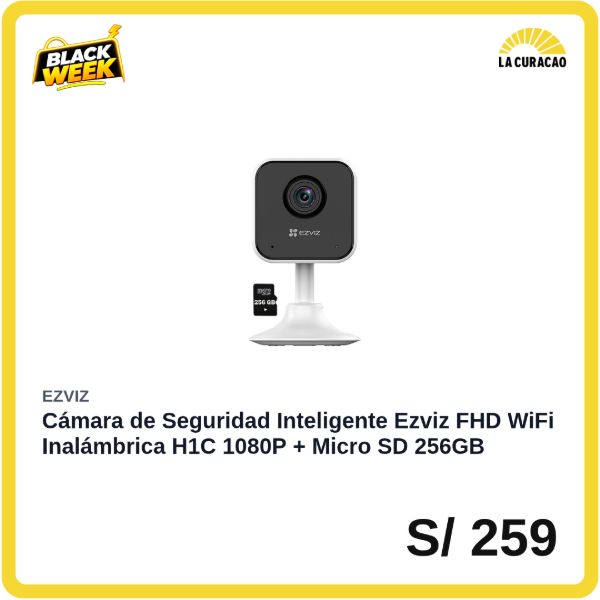 BLACK
WEEK
LA CURACAO
EZVIZ
microSD
256 GB
EZVIZ
Cámara de Seguridad Inteligente Ezviz FHD WiFi
Inalámbrica H1C 1080P + Micro SD 256GB
S/ 259